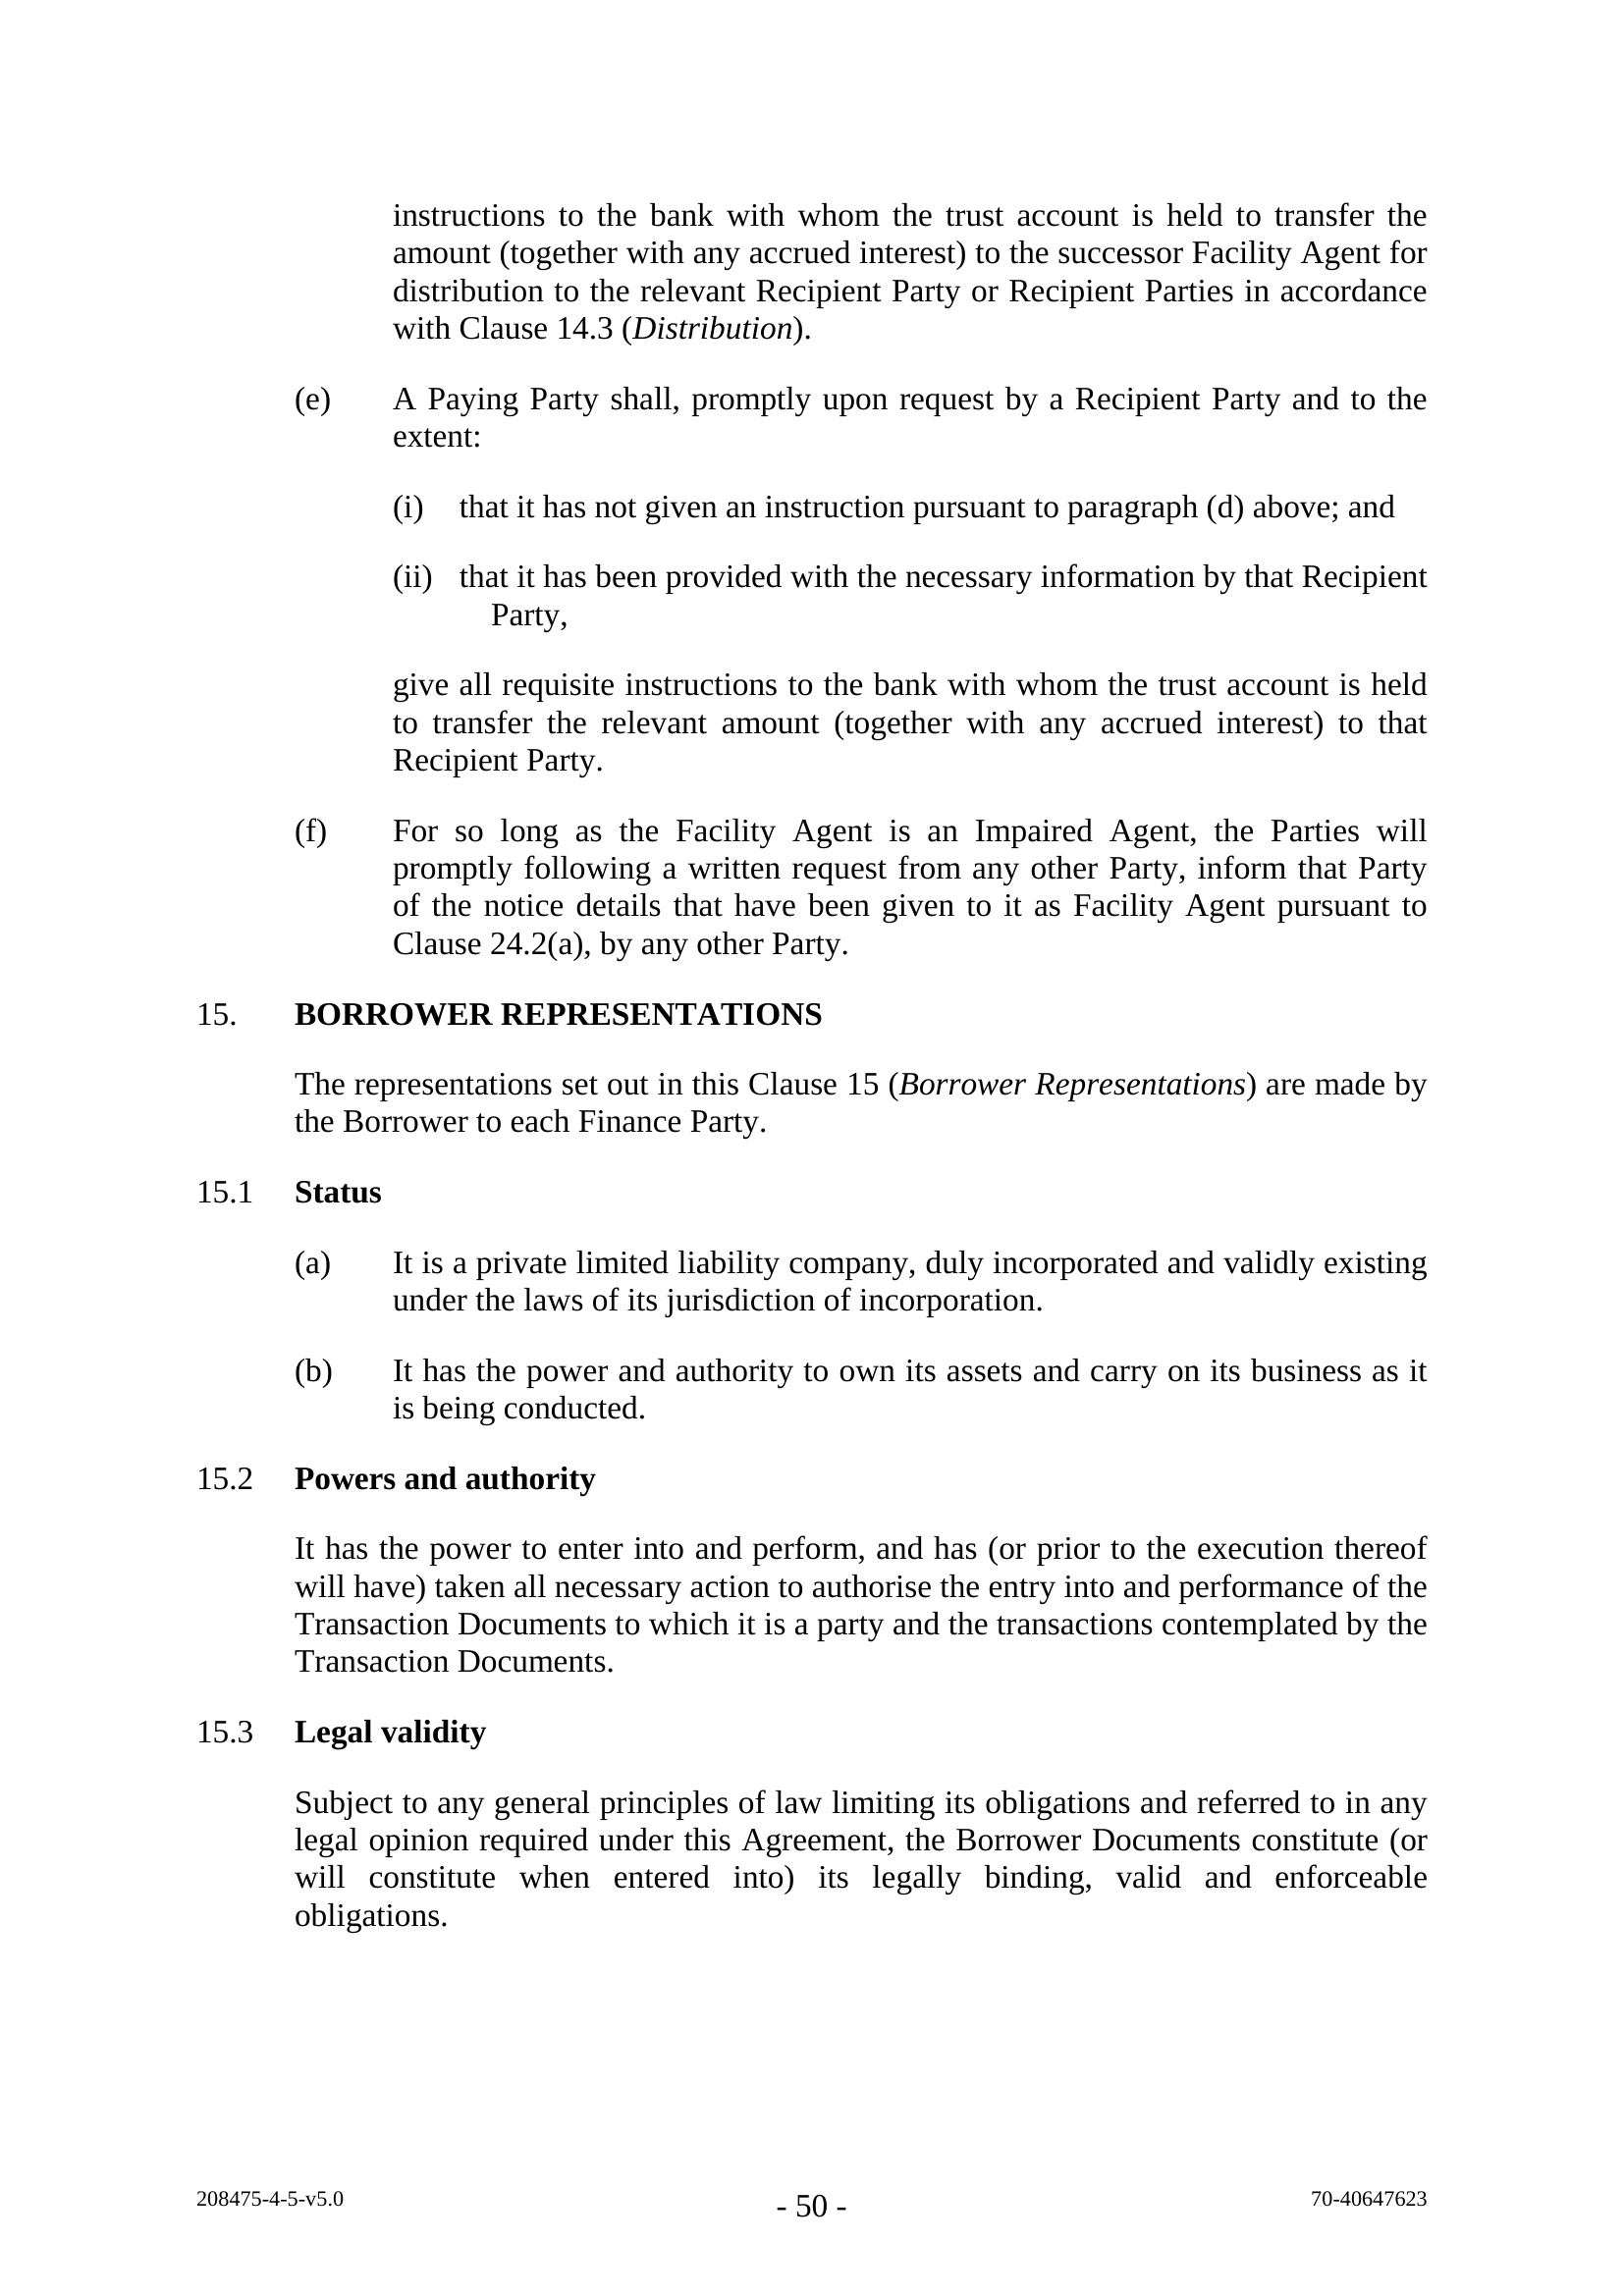 instructions to the bank with whom the trust account is held to transfer the
amount (together with any accrued interest) to the successor Facility Agent for
distribution to the relevant Recipient Party or Recipient Parties in accordance
with Clause 14.3 (Distribution).
(e) A Paying Party shall, promptly upon request by a Recipient Party and to the
extent:
(i) that it has not given an instruction pursuant to paragraph (d) above; and
(ii) that it has been provided with the necessary information by that Recipient
Party,
give all requisite instructions to the bank with whom the trust account is held
to transfer the relevant amount (together with any accrued interest) to that
Recipient Party.
(f) For so long as the Facility Agent is an Impaired Agent, the Parties will
promptly following a written request from any other Party, inform that Party
of the notice details that have been given to it as Facility Agent pursuant to
Clause 24.2(a), by any other Party.
15. BORROWER REPRESENTATIONS
The representations set out in this Clause 15 (Borrower Representations) are made by
the Borrower to each Finance Party.
15.1 Status
(a) It is a private limited liability company, duly incorporated and validly existing
under the laws of its jurisdiction of incorporation.
(b) It has the power and authority to own its assets and carry on its business as it
is being conducted.
15.2 Powers and authority
It has the power to enter into and perform, and has (or prior to the execution thereof
will have) taken all necessary action to authorise the entry into and performance of the
Transaction Documents to which it is a party and the transactions contemplated by the
Transaction Documents.
15.3 Legal validity
Subject to any general principles of law limiting its obligations and referred to in any
legal opinion required under this Agreement, the Borrower Documents constitute (or
will constitute when entered into) its legally binding, valid and enforceable
obligations.
208475-4-5-v5.0 - 50 - 70-40647623